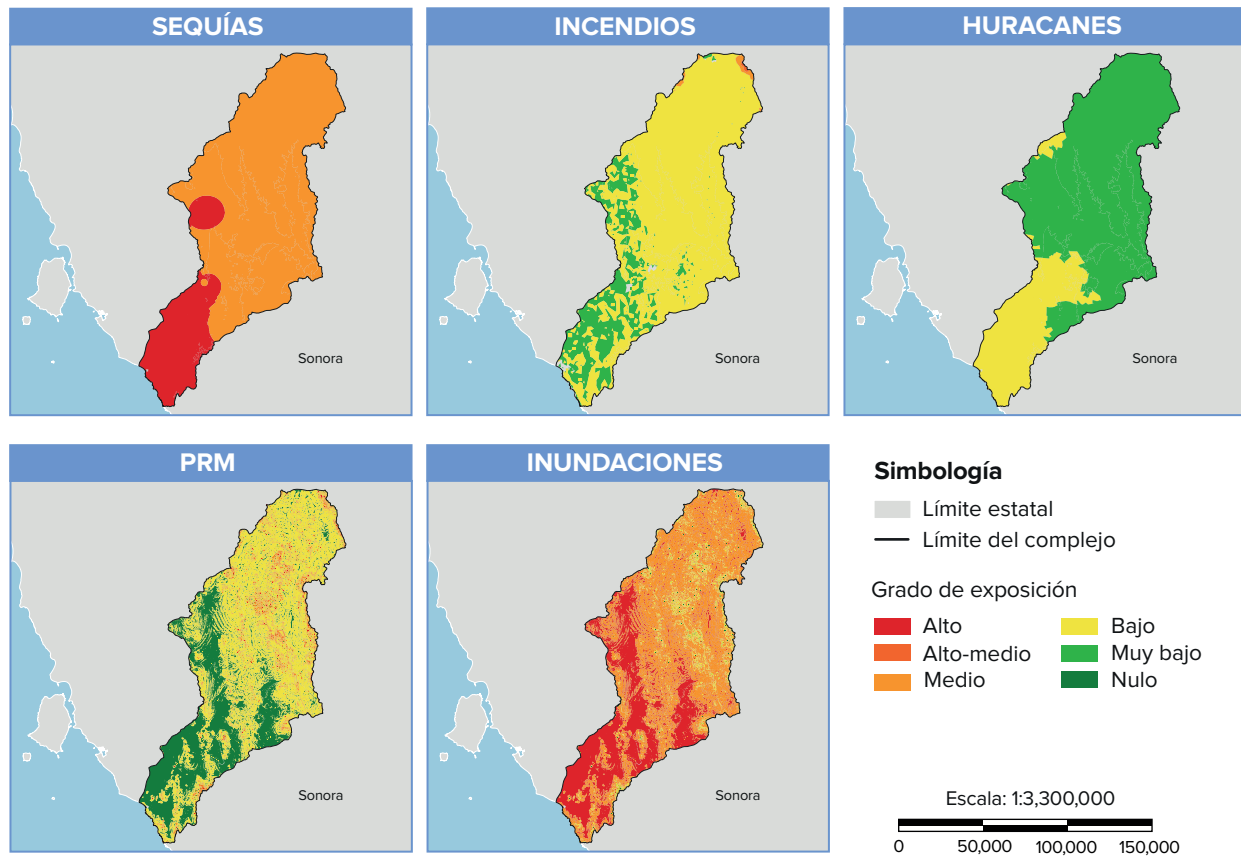 SEQUÍAS
INCENDIOS
HURACANES
Sonora
Sonora
Sonora
PRM
INUNDACIONES
Sonora
Sonora
Simbología
Límite estatal
Límite del complejo
Grado de exposición
Alto
Alto-medio
Medio
Bajo
Muy bajo
Nulo
Escala: 1:3,300,000
0 50,000 100,000 150,000